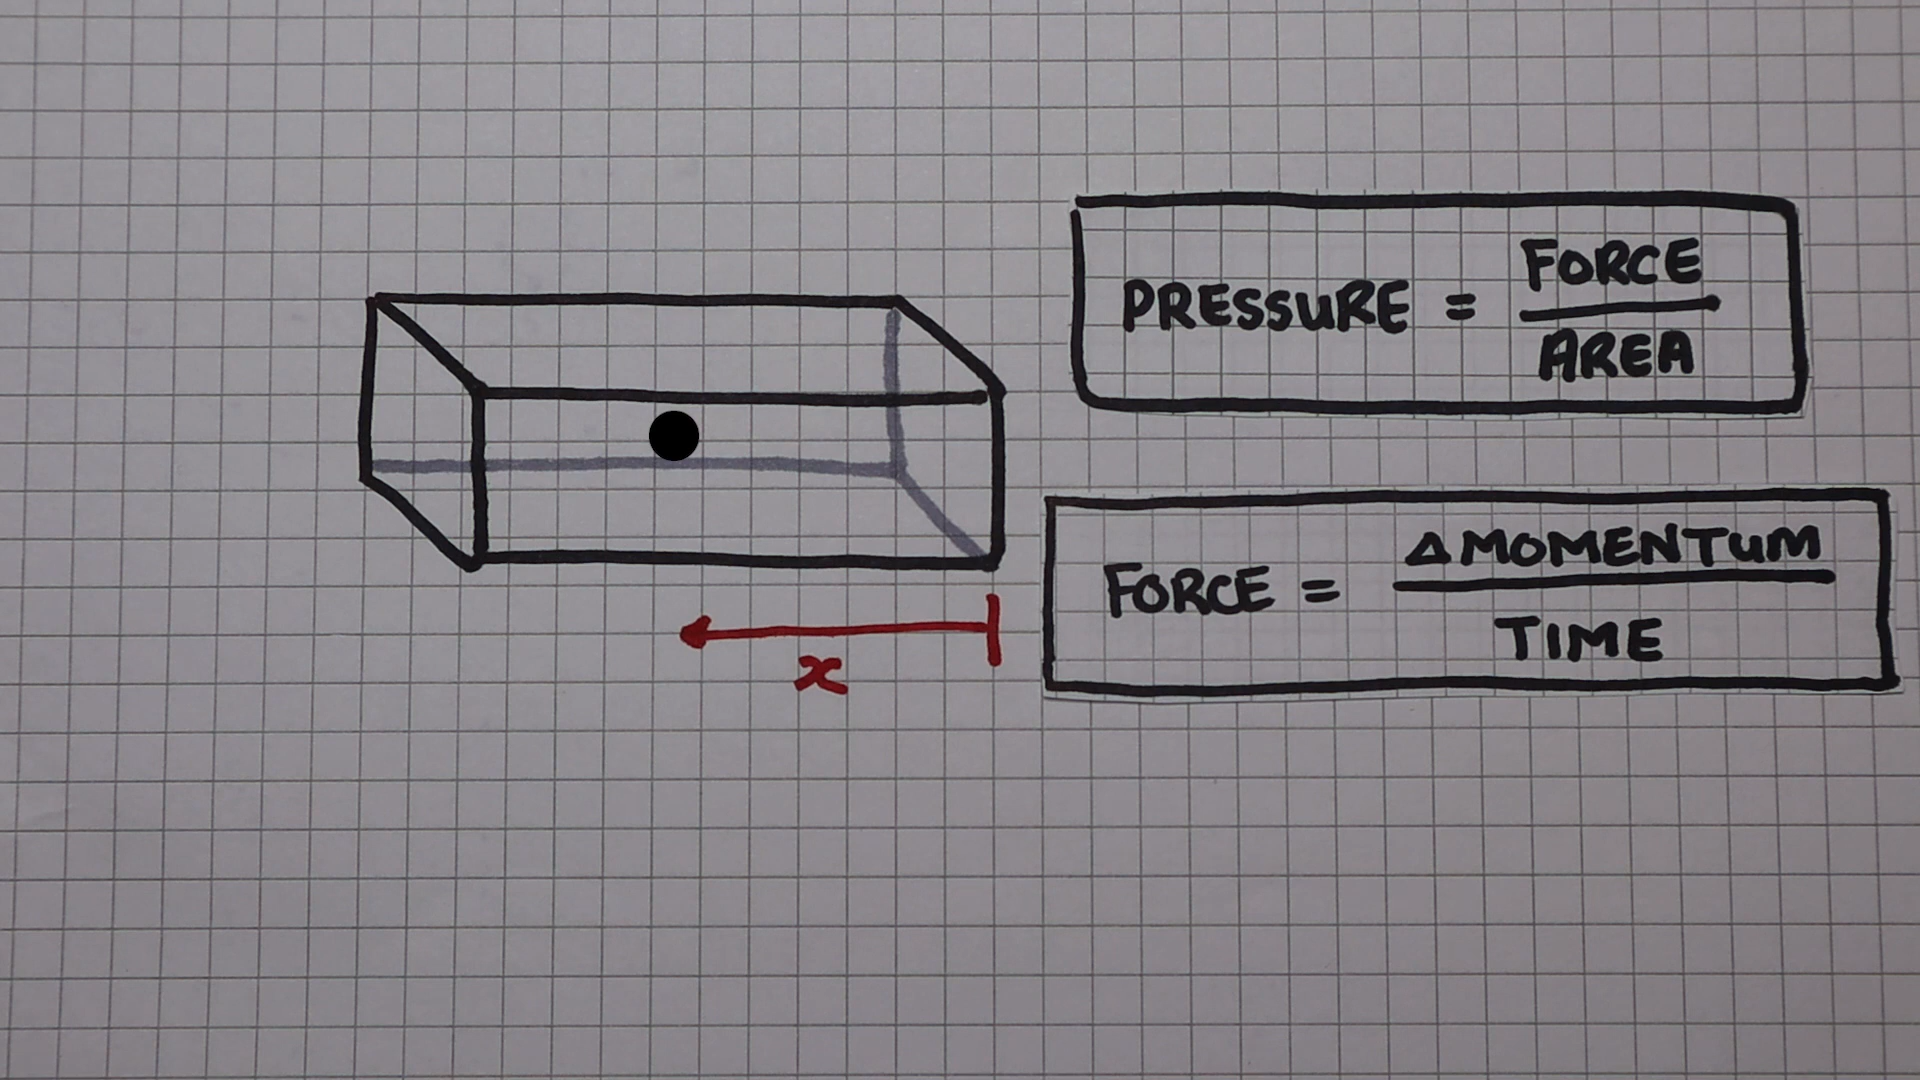 PRESSURE = FORCE / AREA
FORCE = ΔMOMENTUM / TIME
x